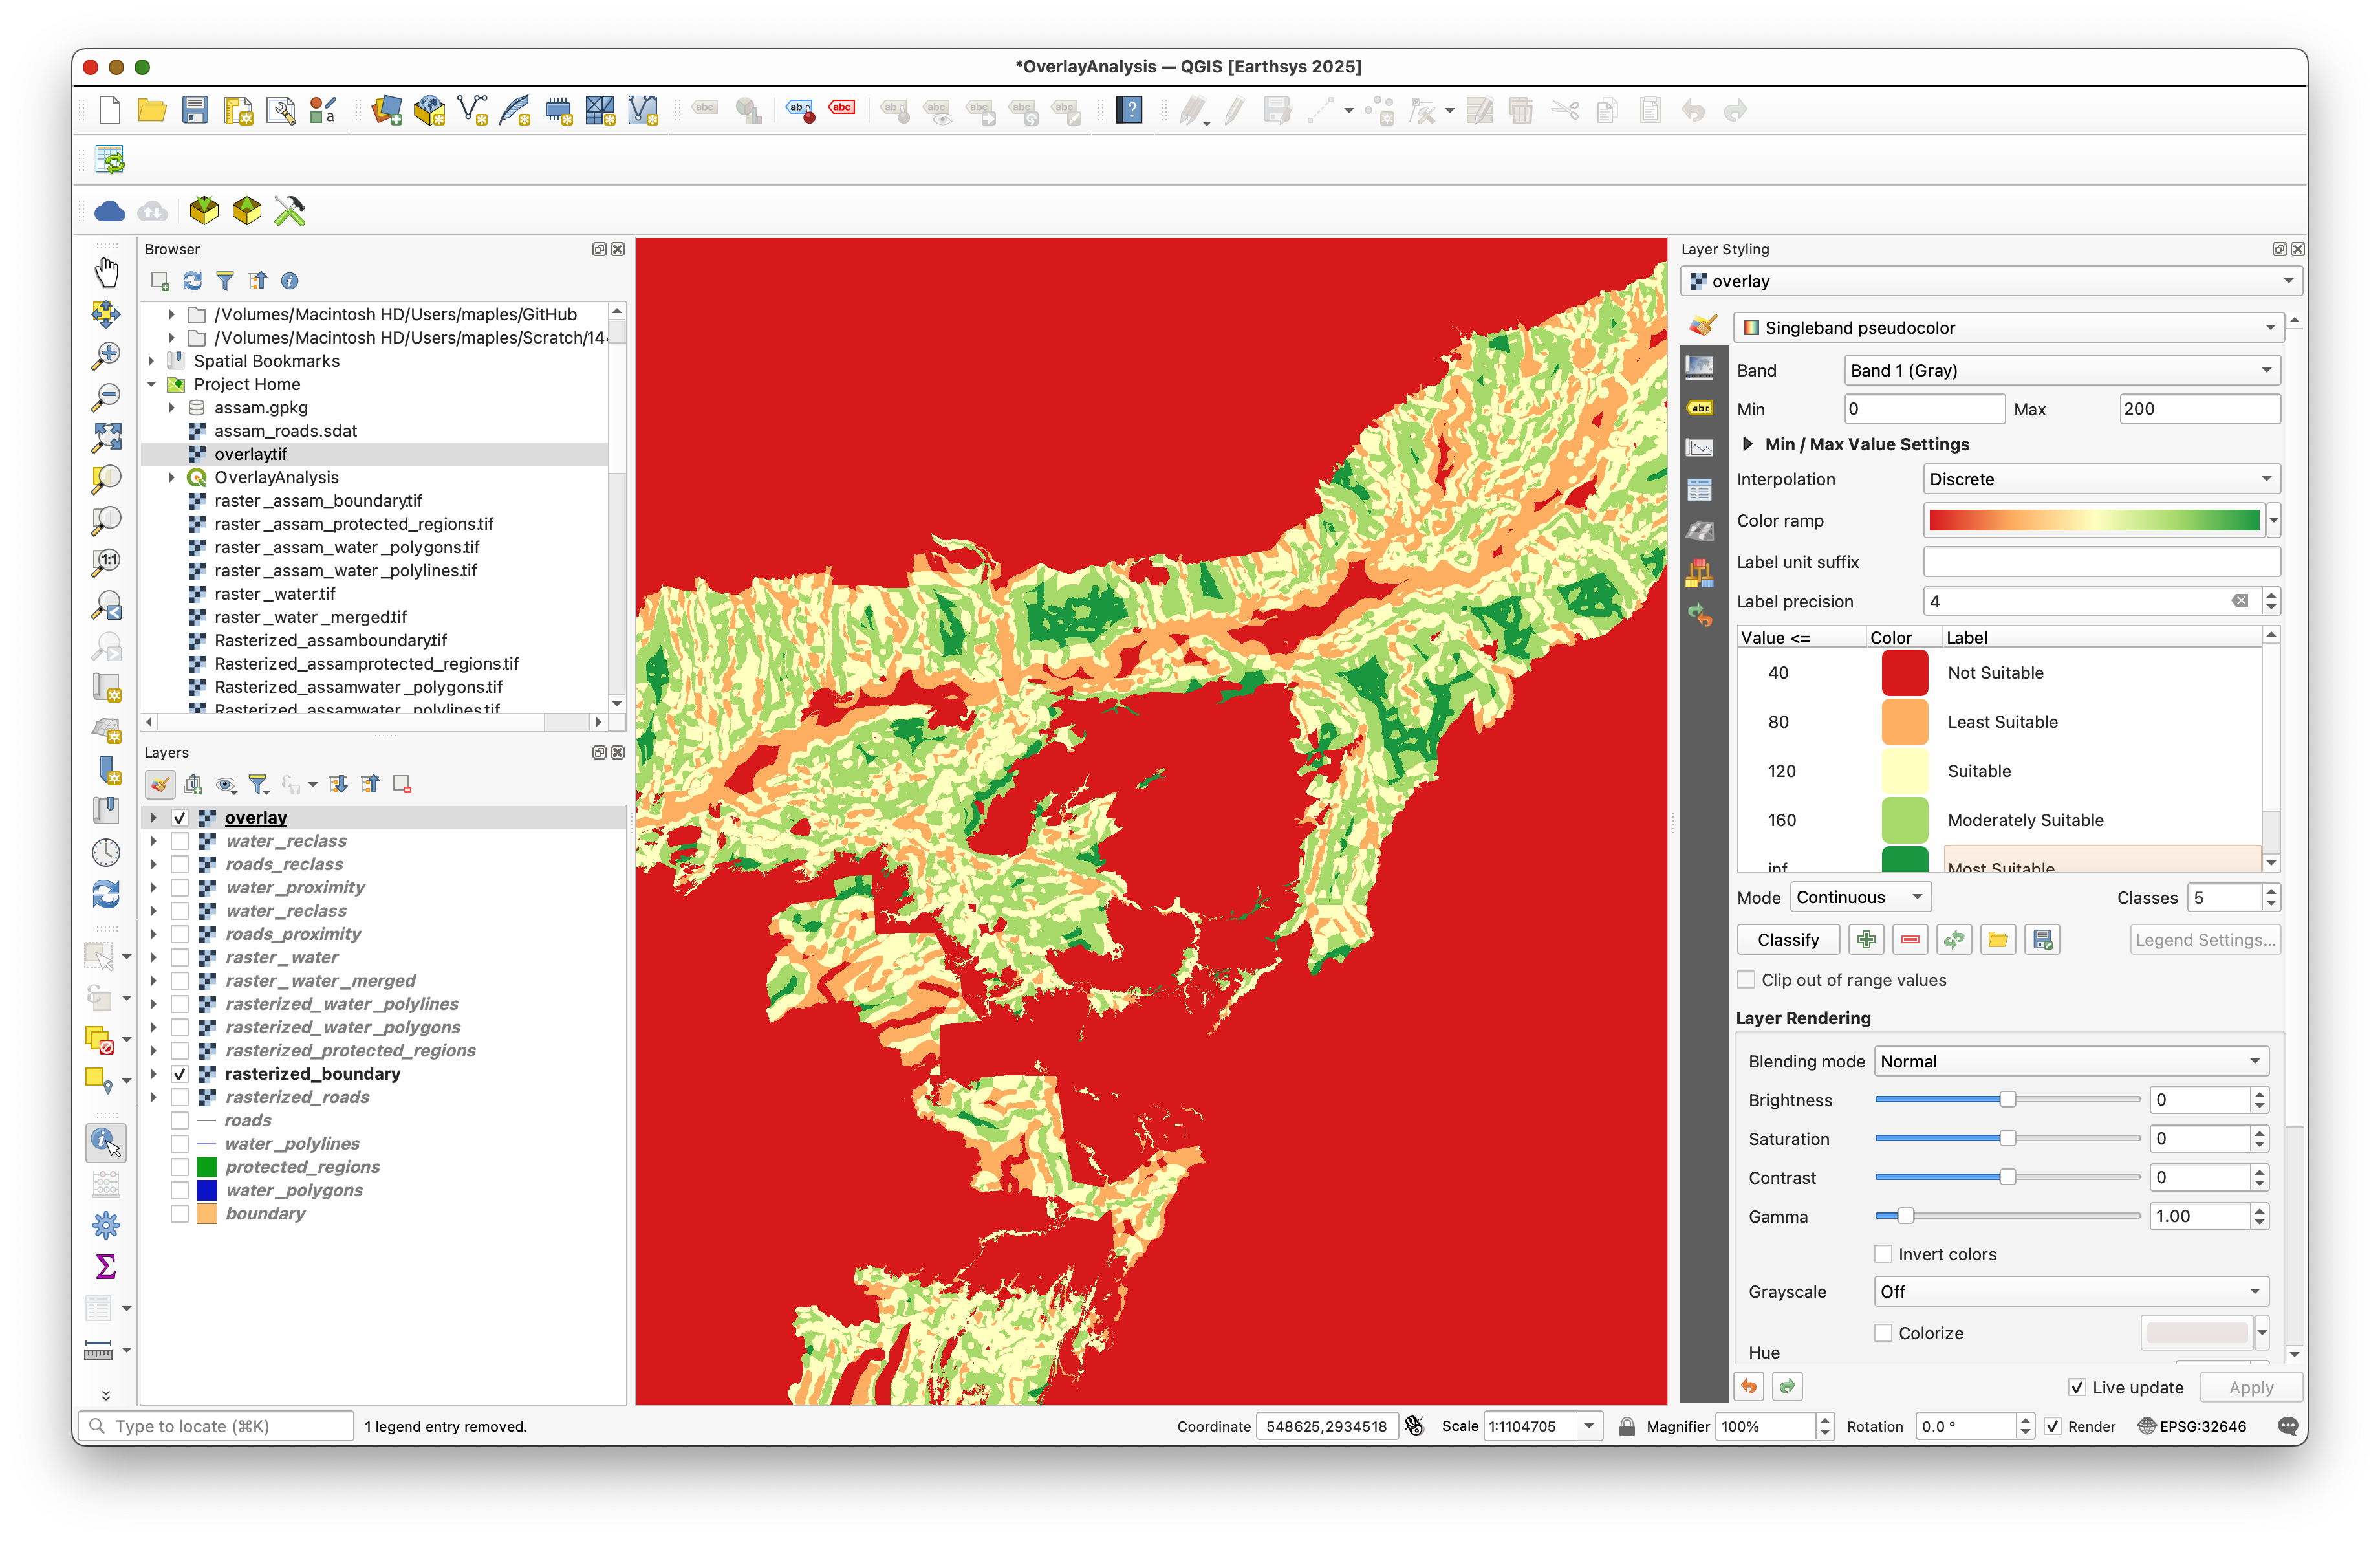 *OverlayAnalysis — QGIS [Earthsys 2025]
Browser
/Volumes/Macintosh HD/Users/maples/GitHub
/Volumes/Macintosh HD/Users/maples/Scratch/14
Spatial Bookmarks
Project Home
assam.gpkg
assam_roads.sdat
overlay.tif
OverlayAnalysis
raster_assam_boundary.tif
raster_assam_protected_regions.tif
raster_assam_water_polygons.tif
raster_assam_water_polylines.tif
raster_water.tif
raster_water_merged.tif
Rasterized_assamboundary.tif
Rasterized_assamprotected_regions.tif
Rasterized_assamwater_polygons.tif
Rasterized_assamwater_polylines.tif
Layers
overlay
water_reclass
roads_reclass
water_proximity
water_reclass
roads_proximity
raster_water
raster_water_merged
rasterized_water_polylines
rasterized_water_polygons
rasterized_protected_regions
rasterized_boundary
rasterized_roads
roads
water_polylines
protected_regions
water_polygons
boundary
Layer Styling
overlay
Singleband pseudocolor
Band Band 1 (Gray)
Min 0 Max 200
Min / Max Value Settings
Interpolation Discrete
Color ramp
Label unit suffix
Label precision 4
Value <= Color Label
40 Not Suitable
80 Least Suitable
120 Suitable
160 Moderately Suitable
inf Most Suitable
Mode Continuous Classes 5
Classify Legend Settings...
Clip out of range values
Layer Rendering
Blending mode Normal
Brightness 0
Saturation 0
Contrast 0
Gamma 1.00
Invert colors
Grayscale Off
Colorize
Hue
Live update Apply
Type to locate (⌘K) 1 legend entry removed. Coordinate 548625,2934518 Scale 1:1104705 Magnifier 100% Rotation 0.0 ° Render EPSG:32646